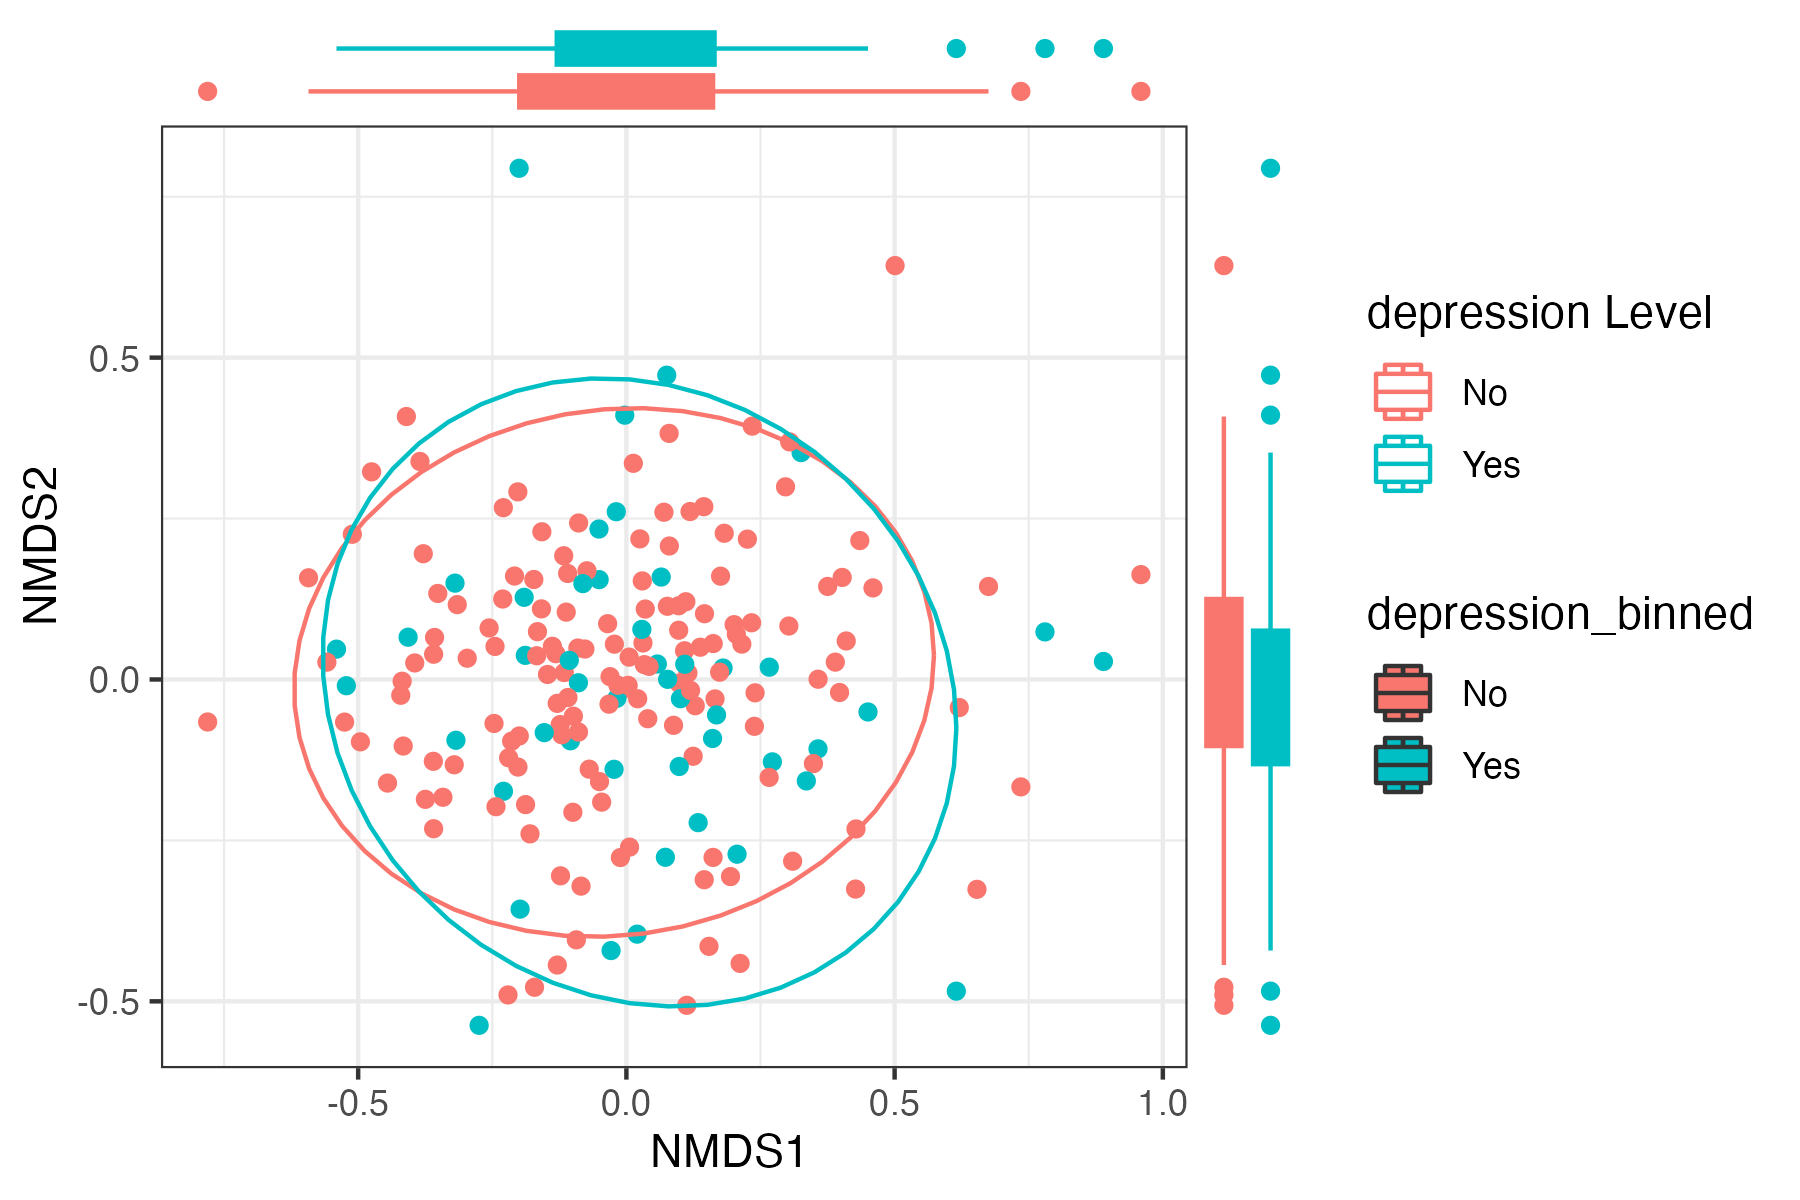 NMDS2
0.5
0.0
-0.5
-0.5
0.0
0.5
1.0
NMDS1
depression Level
No
Yes
depression_binned
No
Yes